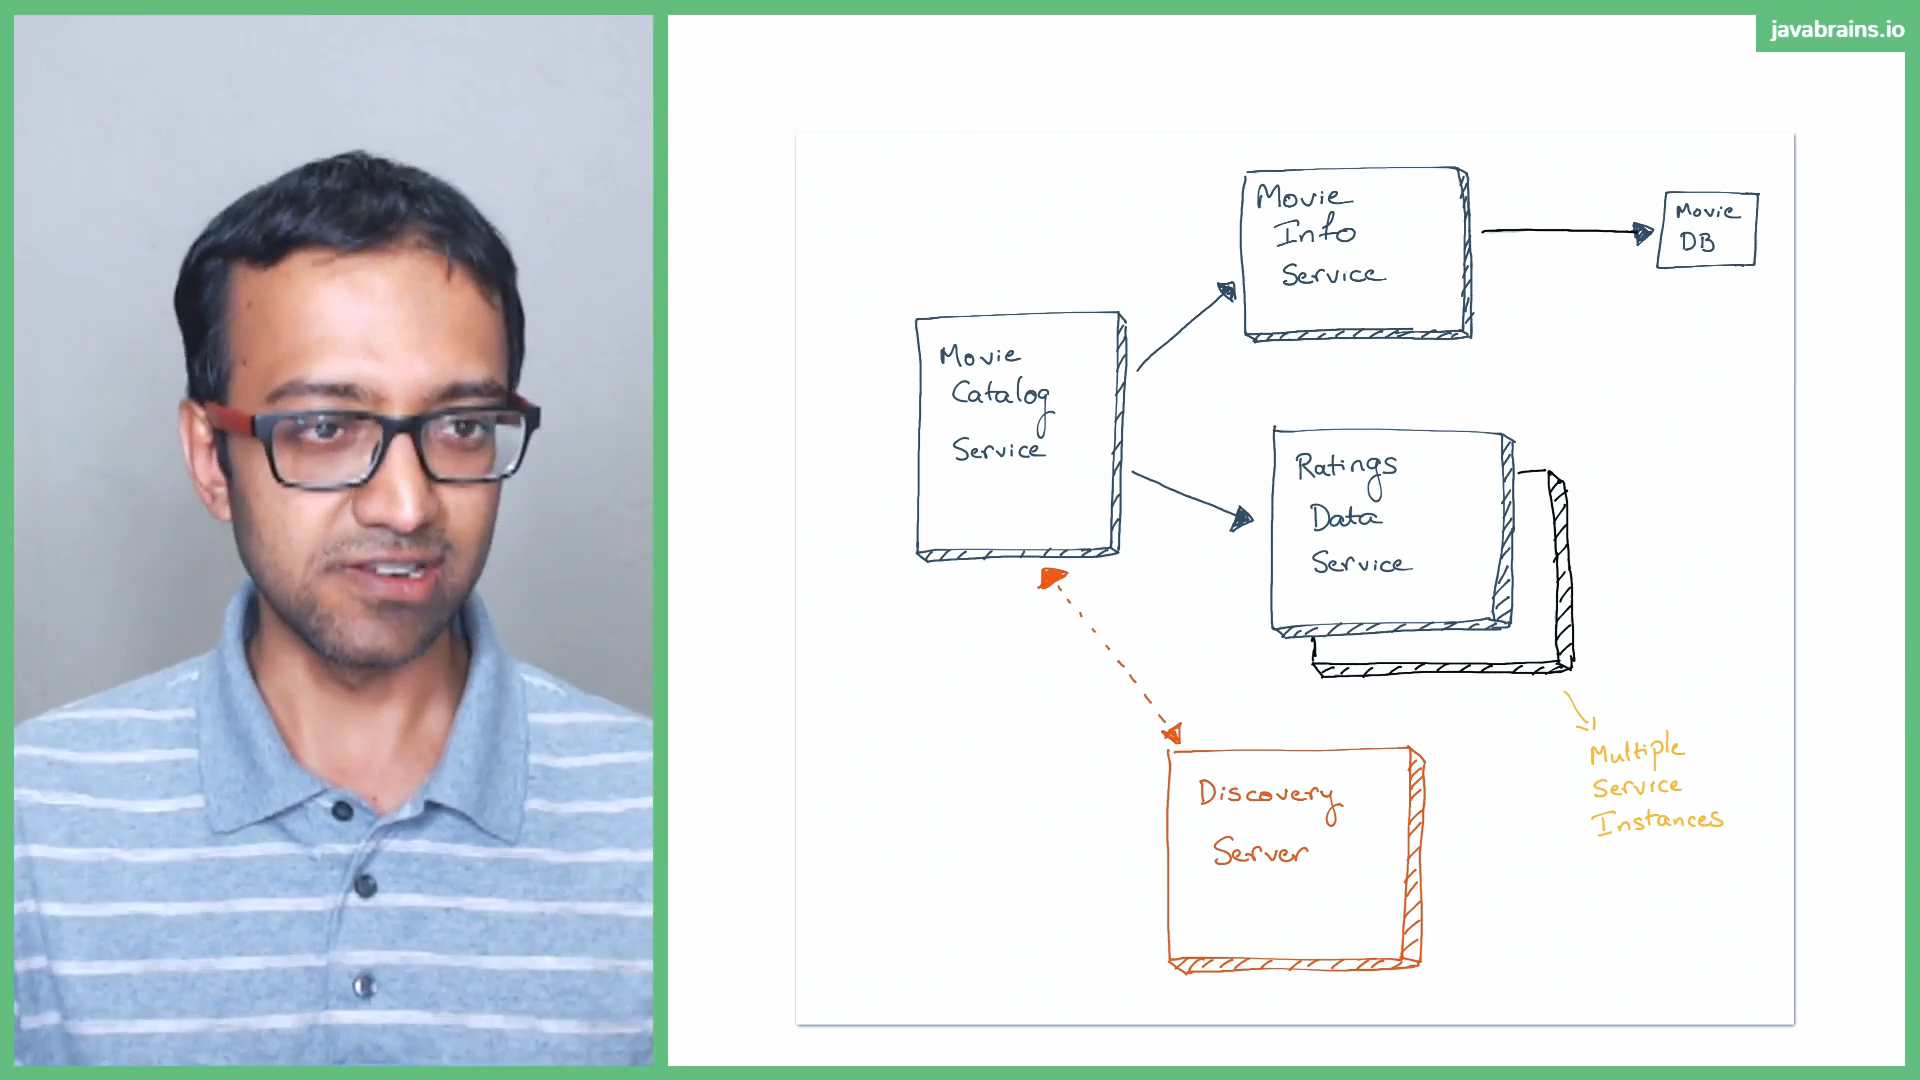 javabrains.io
Movie
Info
Service
Movie
DB
Movie
Catalog
Service
Ratings
Data
Service
Multiple
Service
Instances
Discovery
Server